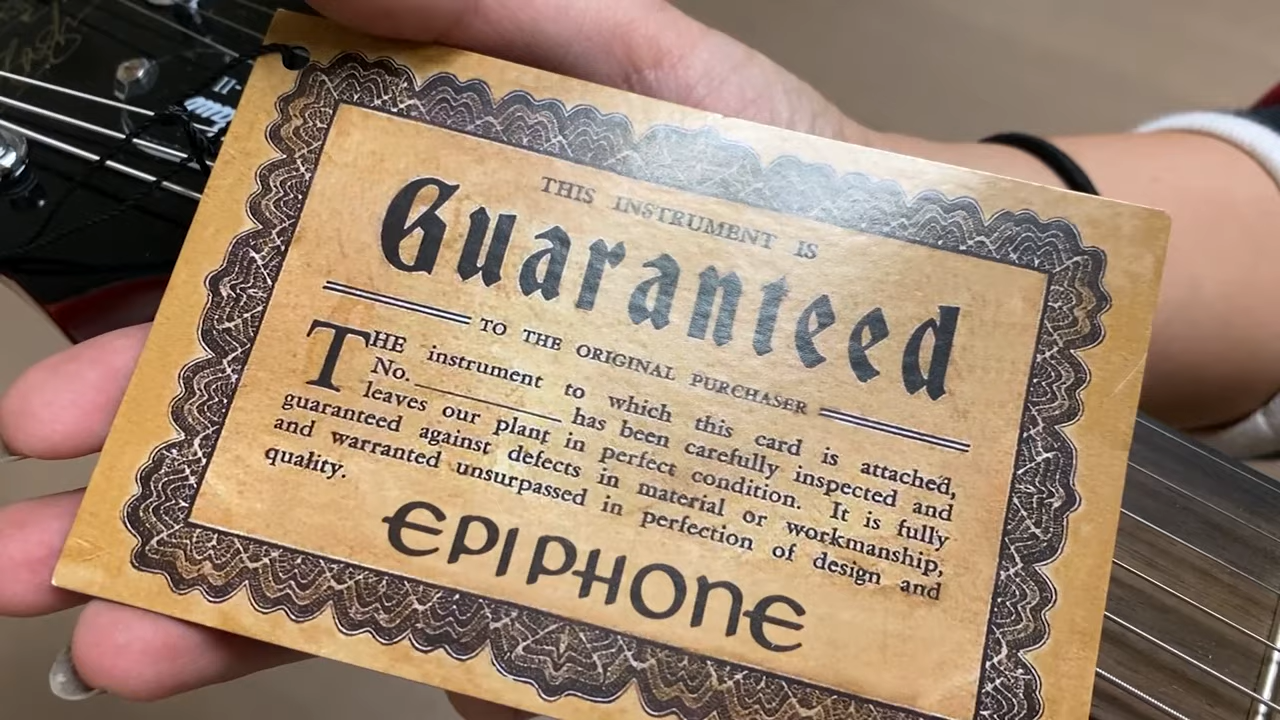 THIS INSTRUMENT IS
Guaranteed
TO THE ORIGINAL PURCHASER
THE instrument to which this card is attached,
No. ____________ has been carefully inspected and
leaves our plant in perfect condition. It is fully
guaranteed against defects in material or workmanship,
and warranted unsurpassed in perfection of design and
quality.
EPIPHONE